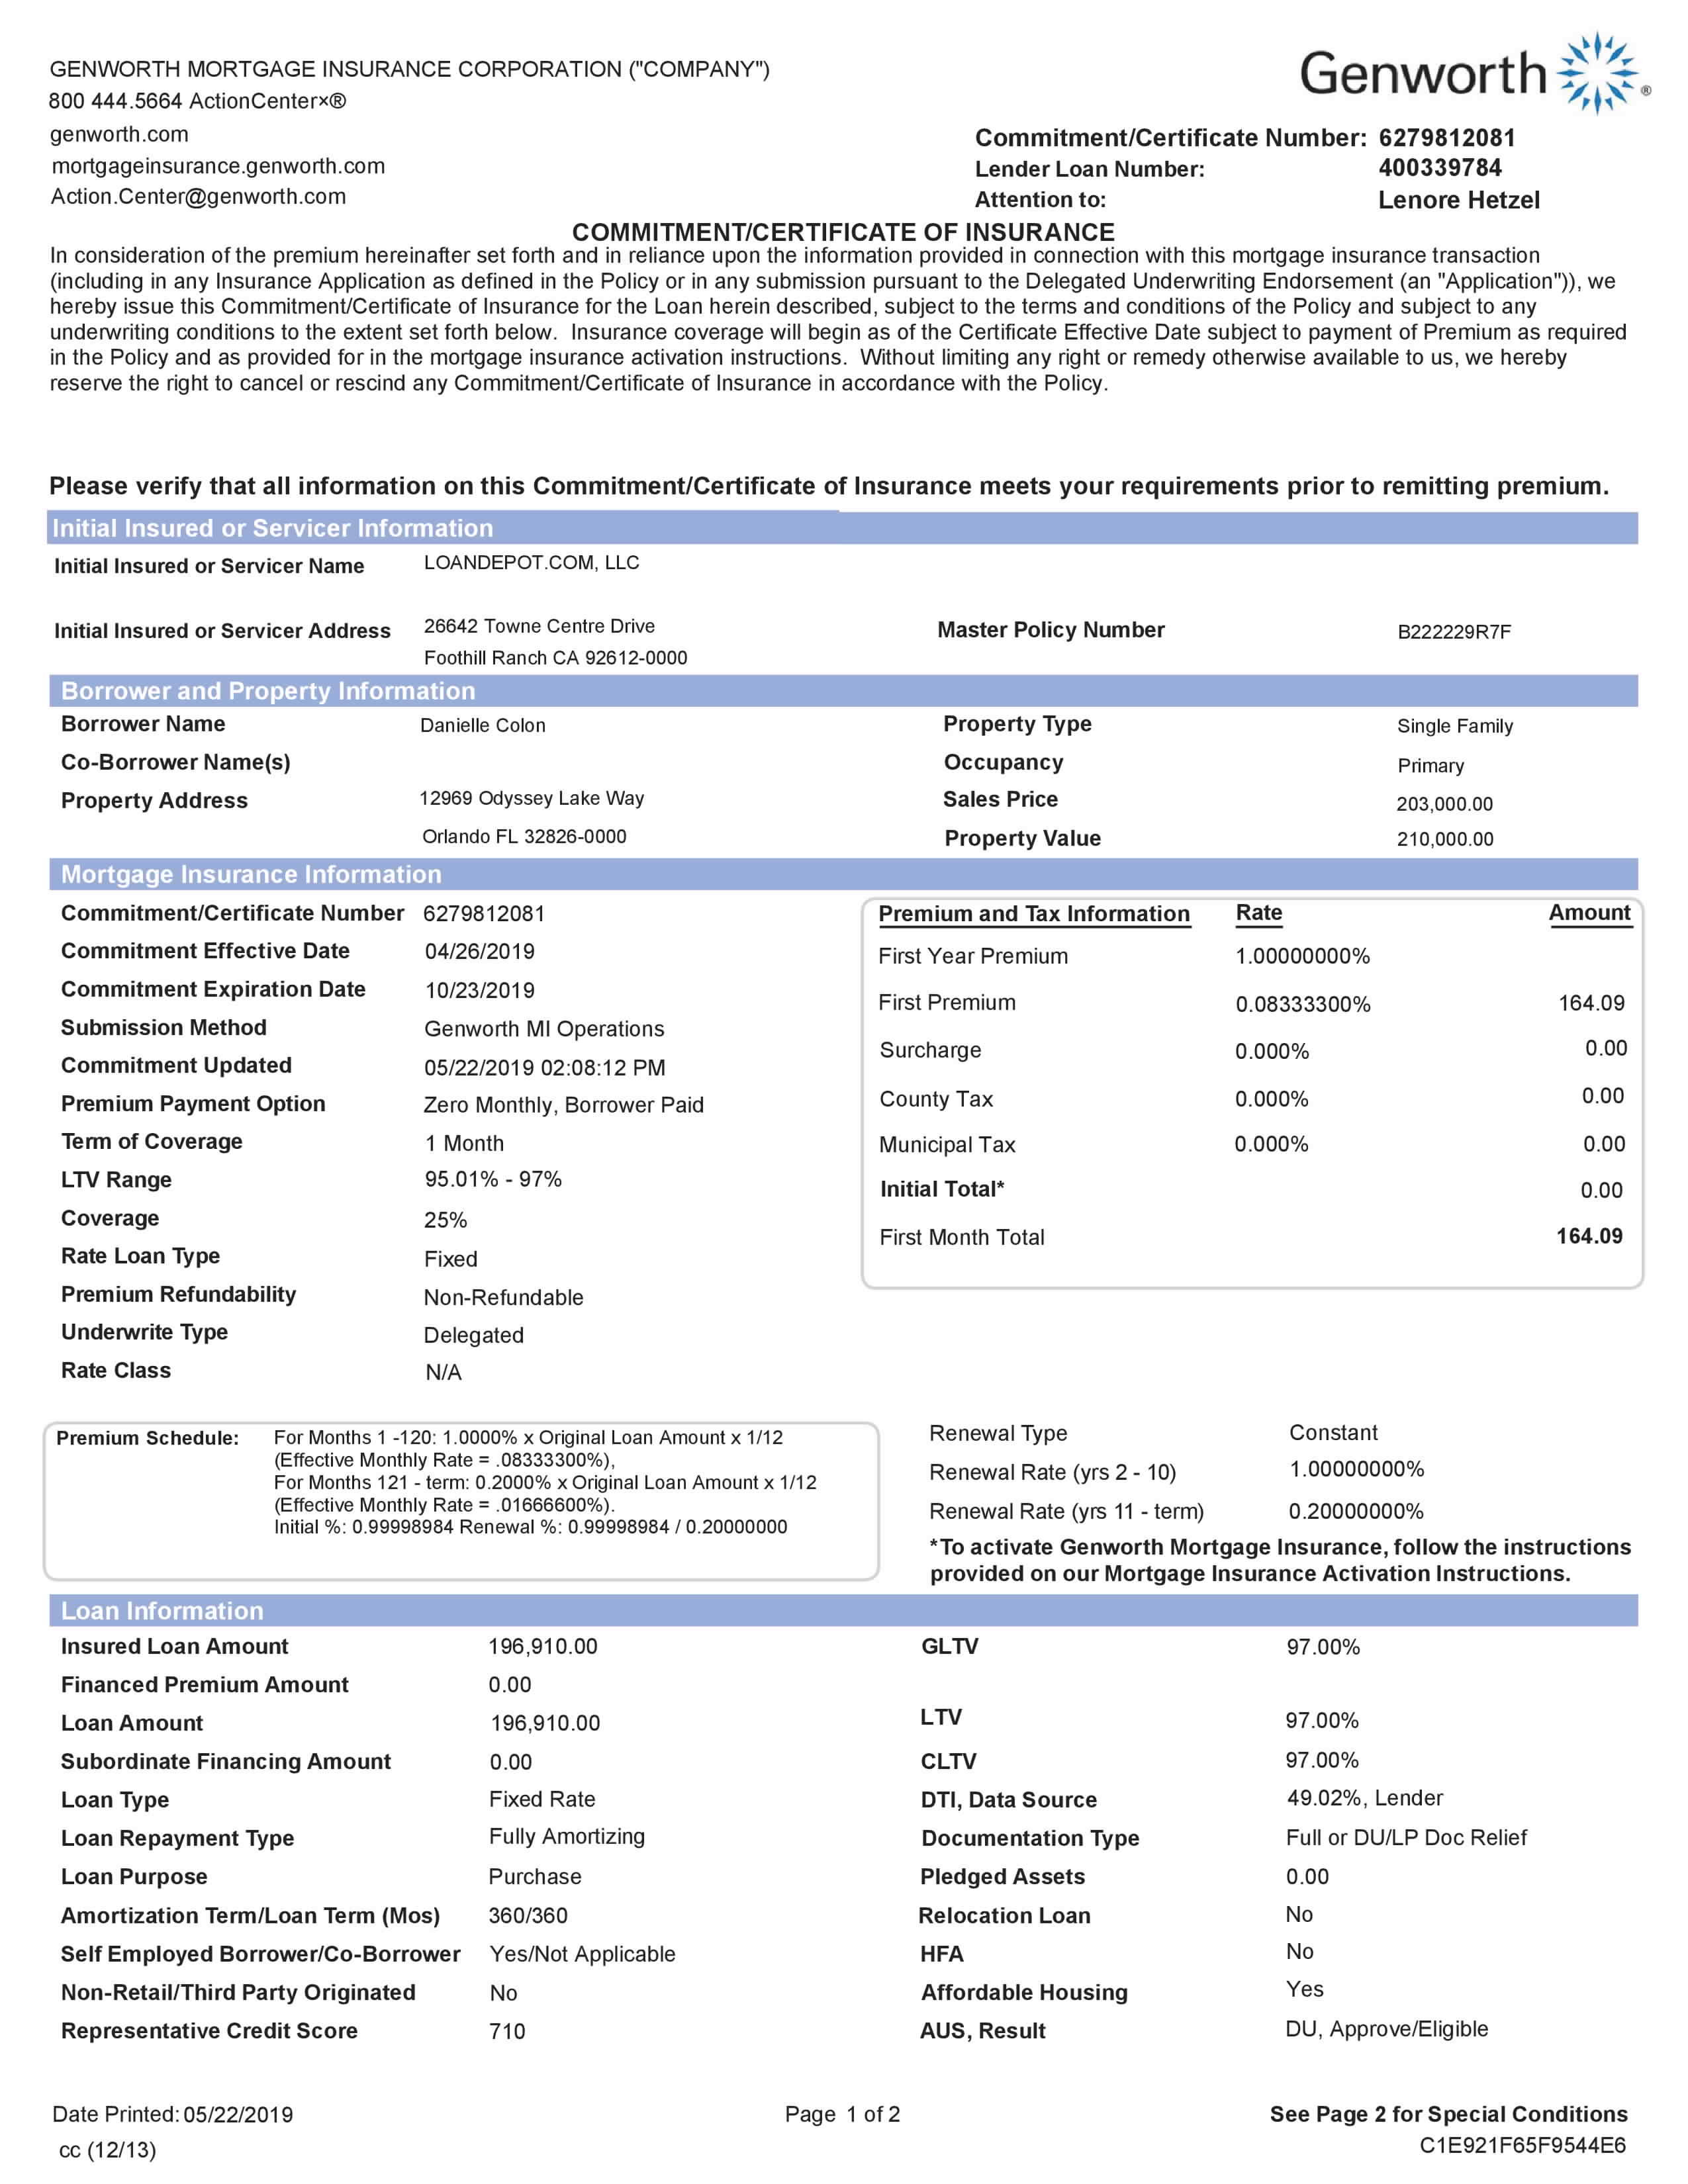 GENWORTH MORTGAGE INSURANCE CORPORATION ("COMPANY")
800 444.5664 ActionCenter×®
genworth.com
mortgageinsurance.genworth.com
Action.Center@genworth.com
Genworth ®
Commitment/Certificate Number: 6279812081
Lender Loan Number: 400339784
Attention to: Lenore Hetzel
COMMITMENT/CERTIFICATE OF INSURANCE
In consideration of the premium hereinafter set forth and in reliance upon the information provided in connection with this mortgage insurance transaction
(including in any Insurance Application as defined in the Policy or in any submission pursuant to the Delegated Underwriting Endorsement (an "Application")), we
hereby issue this Commitment/Certificate of Insurance for the Loan herein described, subject to the terms and conditions of the Policy and subject to any
underwriting conditions to the extent set forth below. Insurance coverage will begin as of the Certificate Effective Date subject to payment of Premium as required
in the Policy and as provided for in the mortgage insurance activation instructions. Without limiting any right or remedy otherwise available to us, we hereby
reserve the right to cancel or rescind any Commitment/Certificate of Insurance in accordance with the Policy.
Please verify that all information on this Commitment/Certificate of Insurance meets your requirements prior to remitting premium.
Initial Insured or Servicer Information
Initial Insured or Servicer Name LOANDEPOT.COM, LLC
Initial Insured or Servicer Address 26642 Towne Centre Drive Master Policy Number B222229R7F
Foothill Ranch CA 92612-0000
Borrower and Property Information
Borrower Name Danielle Colon Property Type Single Family
Co-Borrower Name(s) Occupancy Primary
Property Address 12969 Odyssey Lake Way Sales Price 203,000.00
Orlando FL 32826-0000 Property Value 210,000.00
Mortgage Insurance Information
Commitment/Certificate Number 6279812081
Commitment Effective Date 04/26/2019
Commitment Expiration Date 10/23/2019
Submission Method Genworth MI Operations
Commitment Updated 05/22/2019 02:08:12 PM
Premium Payment Option Zero Monthly, Borrower Paid
Term of Coverage 1 Month
LTV Range 95.01% - 97%
Coverage 25%
Rate Loan Type Fixed
Premium Refundability Non-Refundable
Underwrite Type Delegated
Rate Class N/A
Premium and Tax Information Rate Amount
First Year Premium 1.00000000%
First Premium 0.08333300% 164.09
Surcharge 0.000% 0.00
County Tax 0.000% 0.00
Municipal Tax 0.000% 0.00
Initial Total* 0.00
First Month Total 164.09
Premium Schedule: For Months 1 -120: 1.0000% x Original Loan Amount x 1/12
(Effective Monthly Rate = .08333300%),
For Months 121 - term: 0.2000% x Original Loan Amount x 1/12
(Effective Monthly Rate = .01666600%).
Initial %: 0.99998984 Renewal %: 0.99998984 / 0.20000000
Renewal Type Constant
Renewal Rate (yrs 2 - 10) 1.00000000%
Renewal Rate (yrs 11 - term) 0.20000000%
*To activate Genworth Mortgage Insurance, follow the instructions
provided on our Mortgage Insurance Activation Instructions.
Loan Information
Insured Loan Amount 196,910.00 GLTV 97.00%
Financed Premium Amount 0.00
Loan Amount 196,910.00 LTV 97.00%
Subordinate Financing Amount 0.00 CLTV 97.00%
Loan Type Fixed Rate DTI, Data Source 49.02%, Lender
Loan Repayment Type Fully Amortizing Documentation Type Full or DU/LP Doc Relief
Loan Purpose Purchase Pledged Assets 0.00
Amortization Term/Loan Term (Mos) 360/360 Relocation Loan No
Self Employed Borrower/Co-Borrower Yes/Not Applicable HFA No
Non-Retail/Third Party Originated No Affordable Housing Yes
Representative Credit Score 710 AUS, Result DU, Approve/Eligible
Date Printed: 05/22/2019 Page 1 of 2 See Page 2 for Special Conditions
cc (12/13) C1E921F65F9544E6